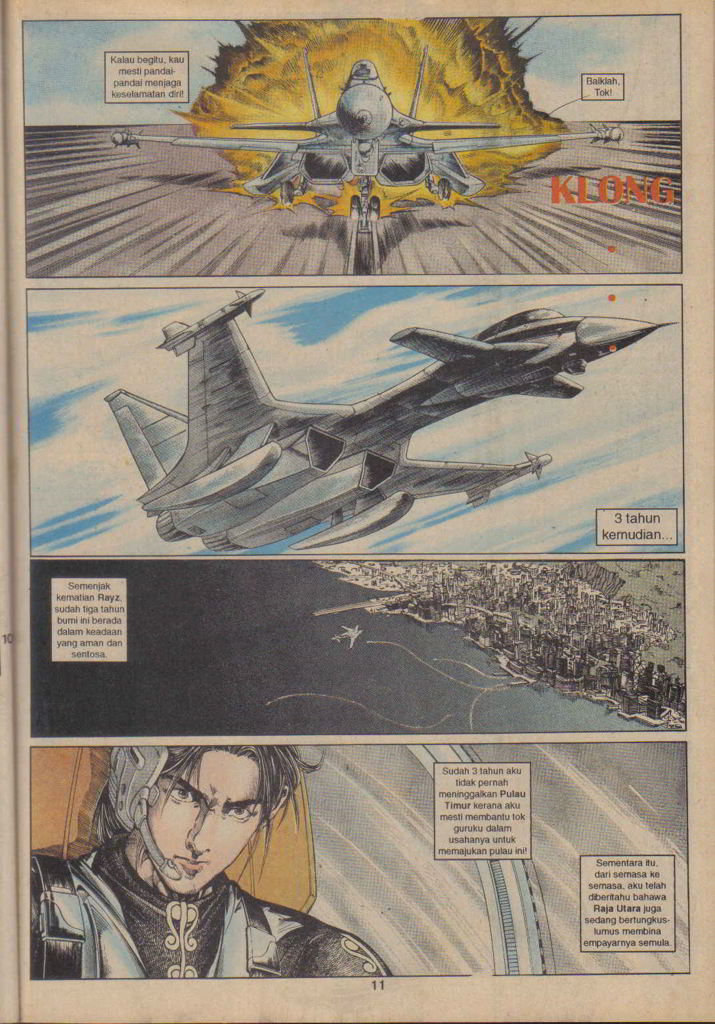 Kalau begitu, kau
mesti pandai-
pandai menjaga
keselamatan diri!
Baiklah,
Tok!
KLONG
3 tahun
kemudian...
Semenjak
kematian Rayz,
sudah tiga tahun
bumi ini berada
dalam keadaan
yang aman dan
sentosa.
10
Sudah 3 tahun aku
tidak pernah
meninggalkan Pulau
Timur kerana aku
mesti membantu tok
guruku dalam
usahanya untuk
memajukan pulau ini!
Sementara itu,
dari semasa ke
semasa, aku telah
diberitahu bahawa
Raja Utara juga
sedang bertungkus-
lumus membina
empayarnya semula.
11